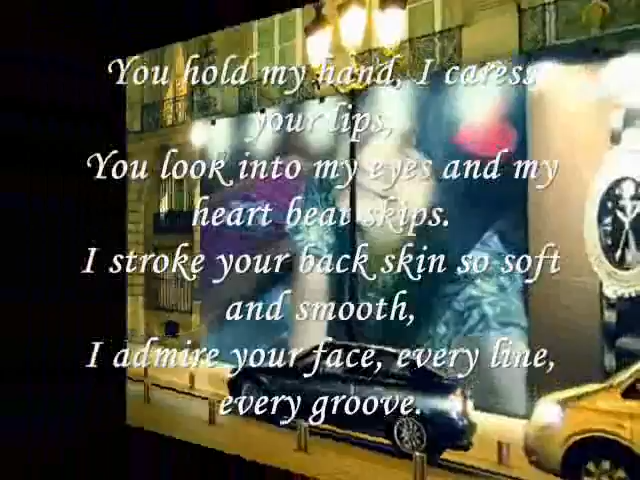 You hold my hand, I caress
your lips,
You look into my eyes and my
heart beat skips.
I stroke your back skin so soft
and smooth,
I admire your face, every line,
every groove.